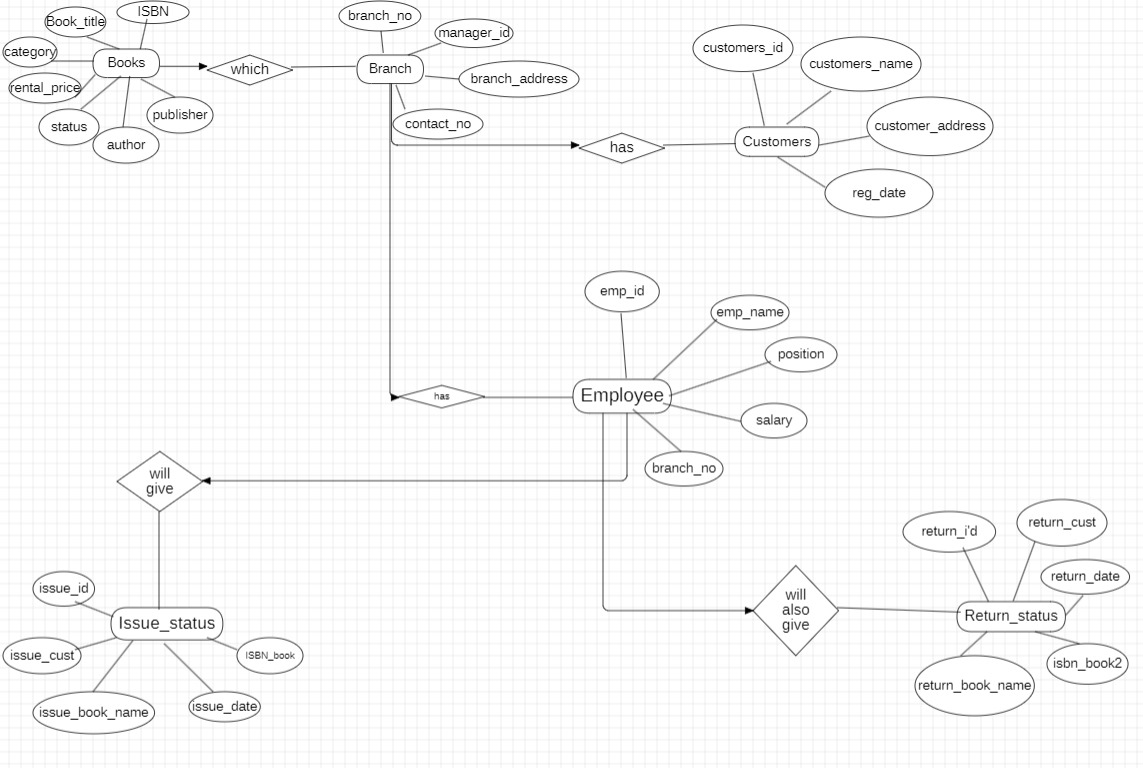 ISBN
Book_title
category
Books
rental_price
status
publisher
author
which
branch_no
manager_id
Branch
branch_address
contact_no
has
customers_id
customers_name
customer_address
Customers
reg_date
emp_id
emp_name
position
has
Employee
salary
branch_no
will
give
issue_id
Issue_status
issue_cust
ISBN_book
issue_book_name
issue_date
will
also
give
return_i'd
return_cust
return_date
Return_status
isbn_book2
return_book_name